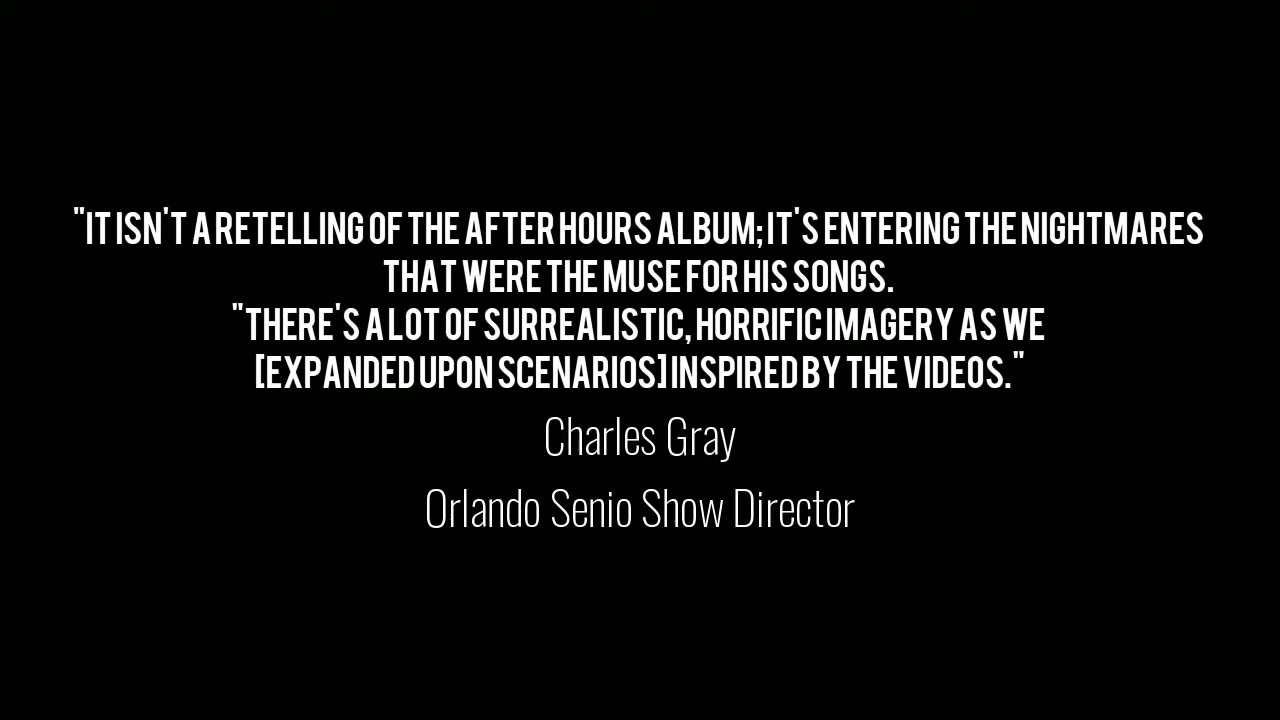 "IT ISN'T A RETELLING OF THE AFTER HOURS ALBUM; IT'S ENTERING THE NIGHTMARES
THAT WERE THE MUSE FOR HIS SONGS.
"THERE'S A LOT OF SURREALISTIC, HORRIFIC IMAGERY AS WE
[EXPANDED UPON SCENARIOS] INSPIRED BY THE VIDEOS."
Charles Gray
Orlando Senio Show Director